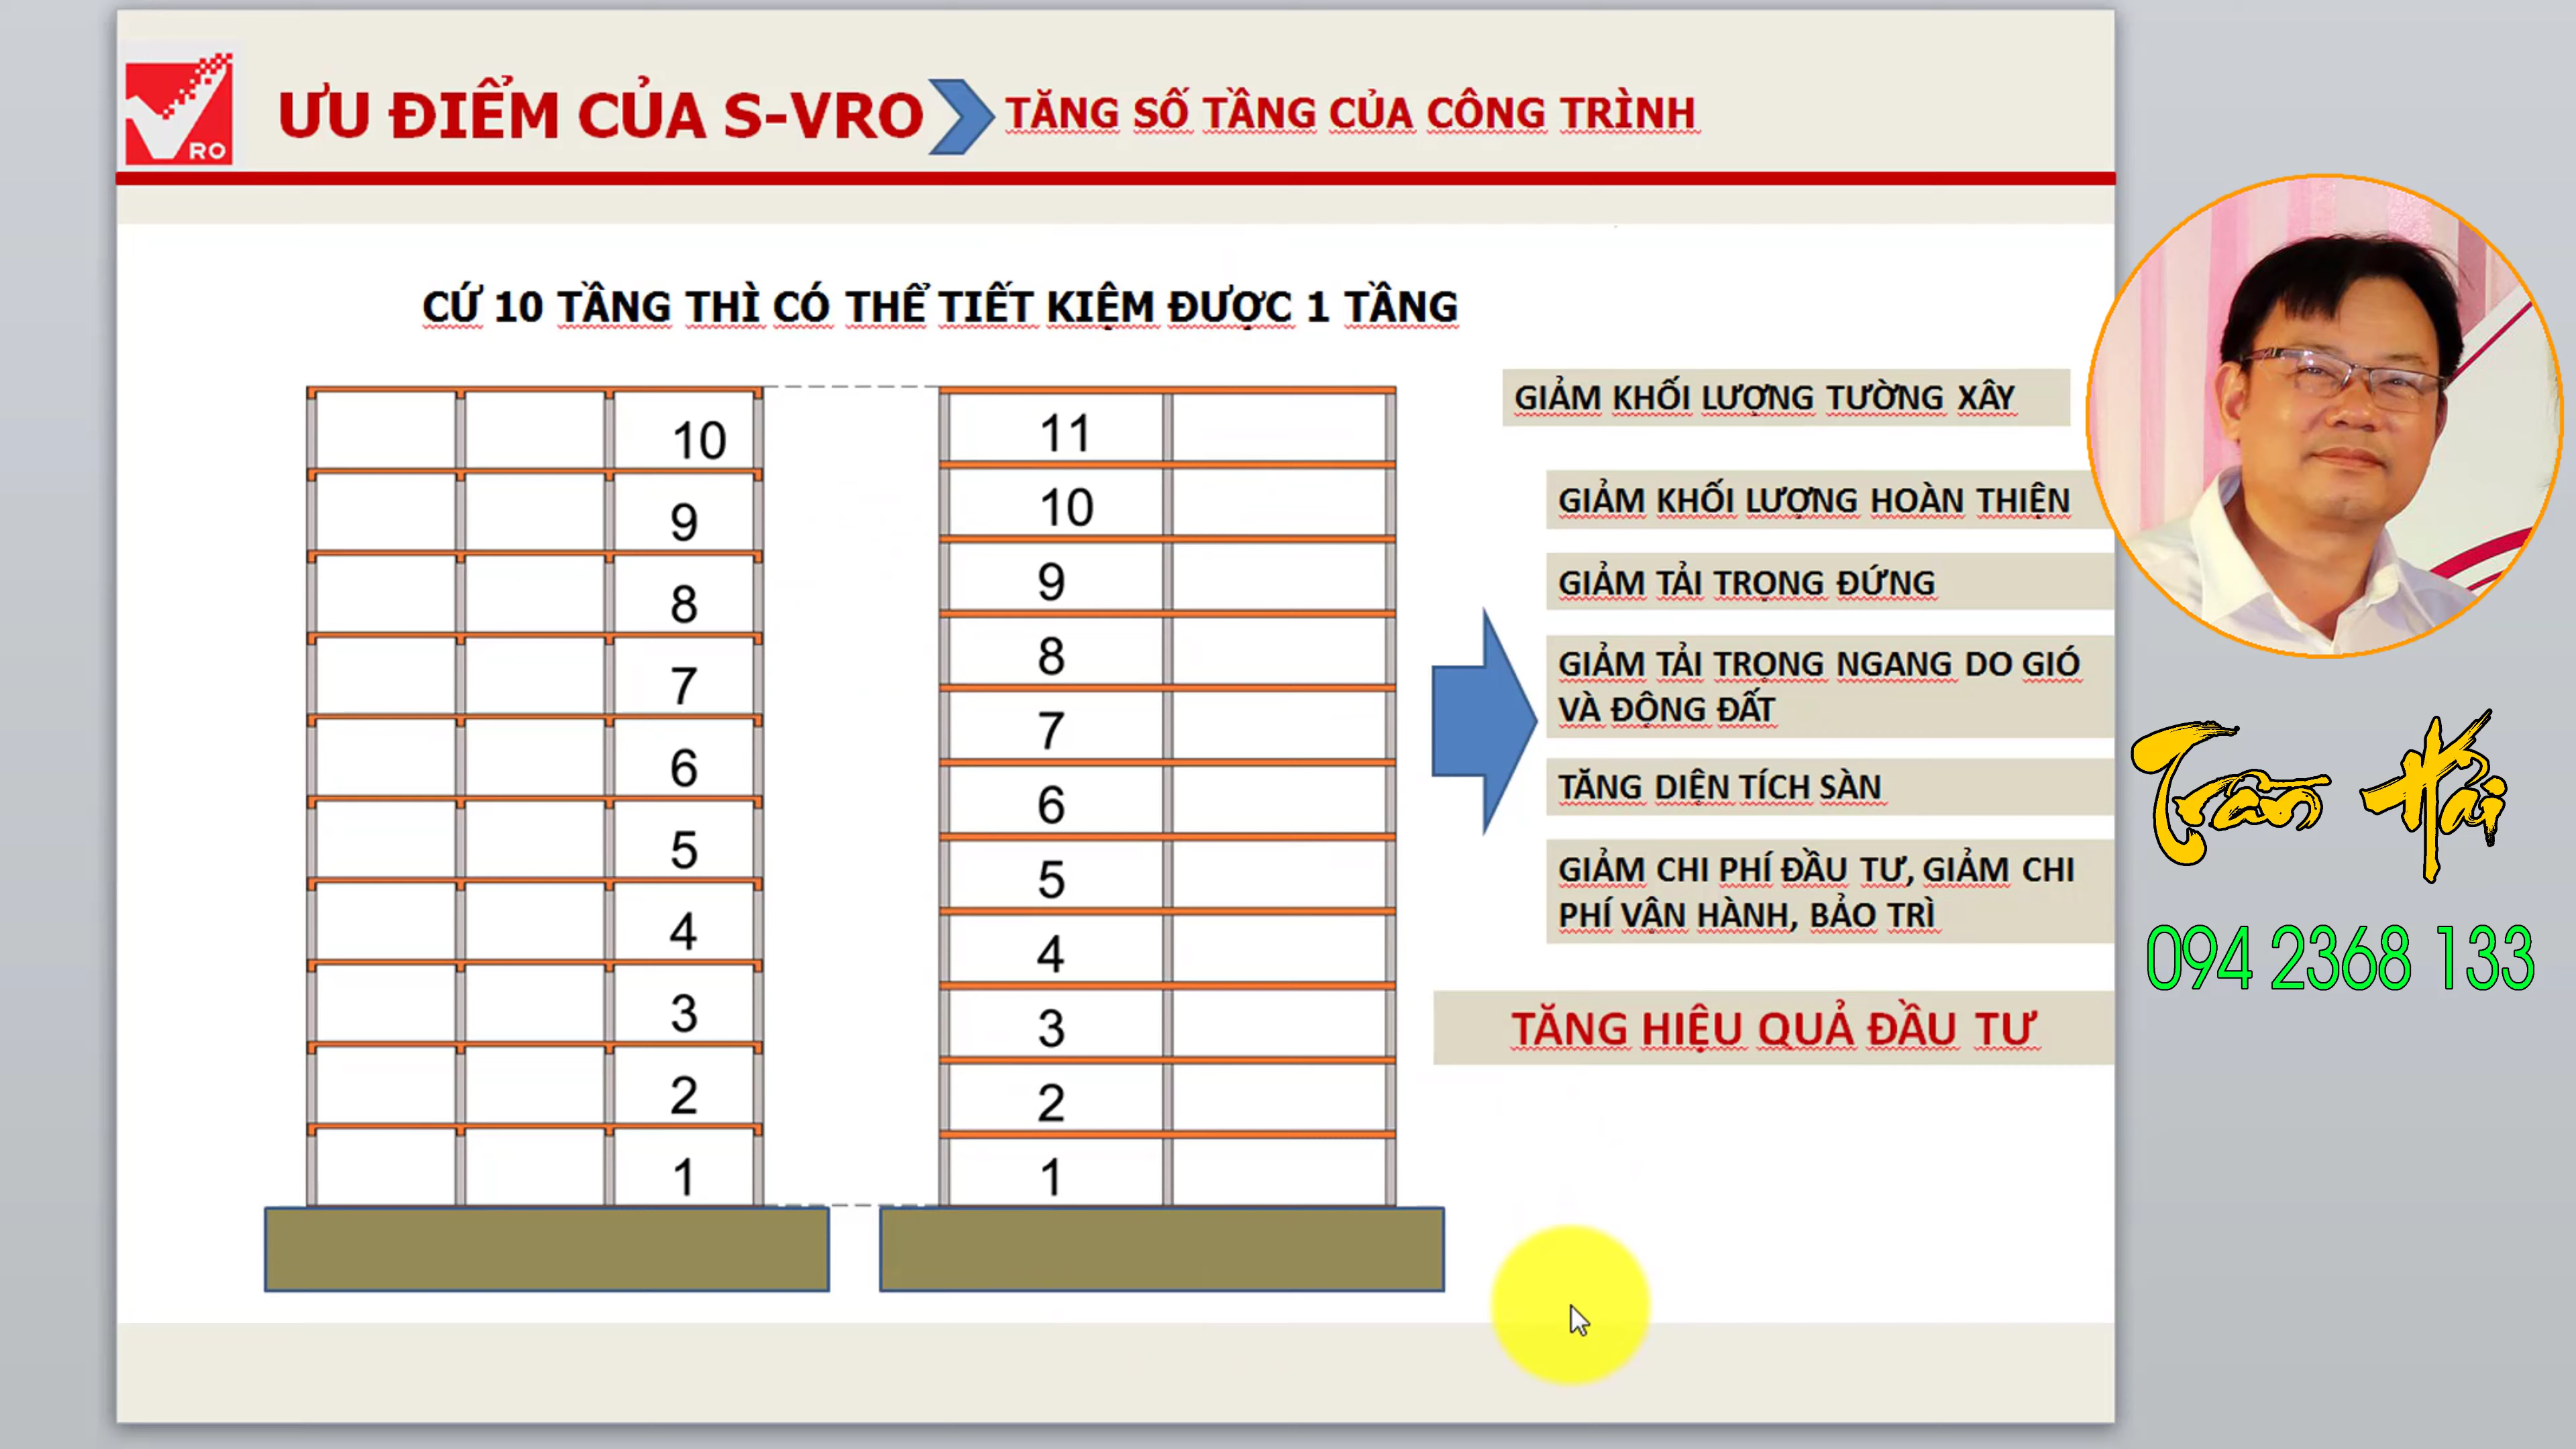 VRO
ƯU ĐIỂM CỦA S-VRO
TĂNG SỐ TẦNG CỦA CÔNG TRÌNH
CỨ 10 TẦNG THÌ CÓ THỂ TIẾT KIỆM ĐƯỢC 1 TẦNG
10
9
8
7
6
5
4
3
2
1
11
10
9
8
7
6
5
4
3
2
1
GIẢM KHỐI LƯỢNG TƯỜNG XÂY
GIẢM KHỐI LƯỢNG HOÀN THIỆN
GIẢM TẢI TRỌNG ĐỨNG
GIẢM TẢI TRỌNG NGANG DO GIÓ
VÀ ĐỘNG ĐẤT
TĂNG DIỆN TÍCH SÀN
GIẢM CHI PHÍ ĐẦU TƯ, GIẢM CHI
PHÍ VẬN HÀNH, BẢO TRÌ
TĂNG HIỆU QUẢ ĐẦU TƯ
Trần Hải
094 2368 133